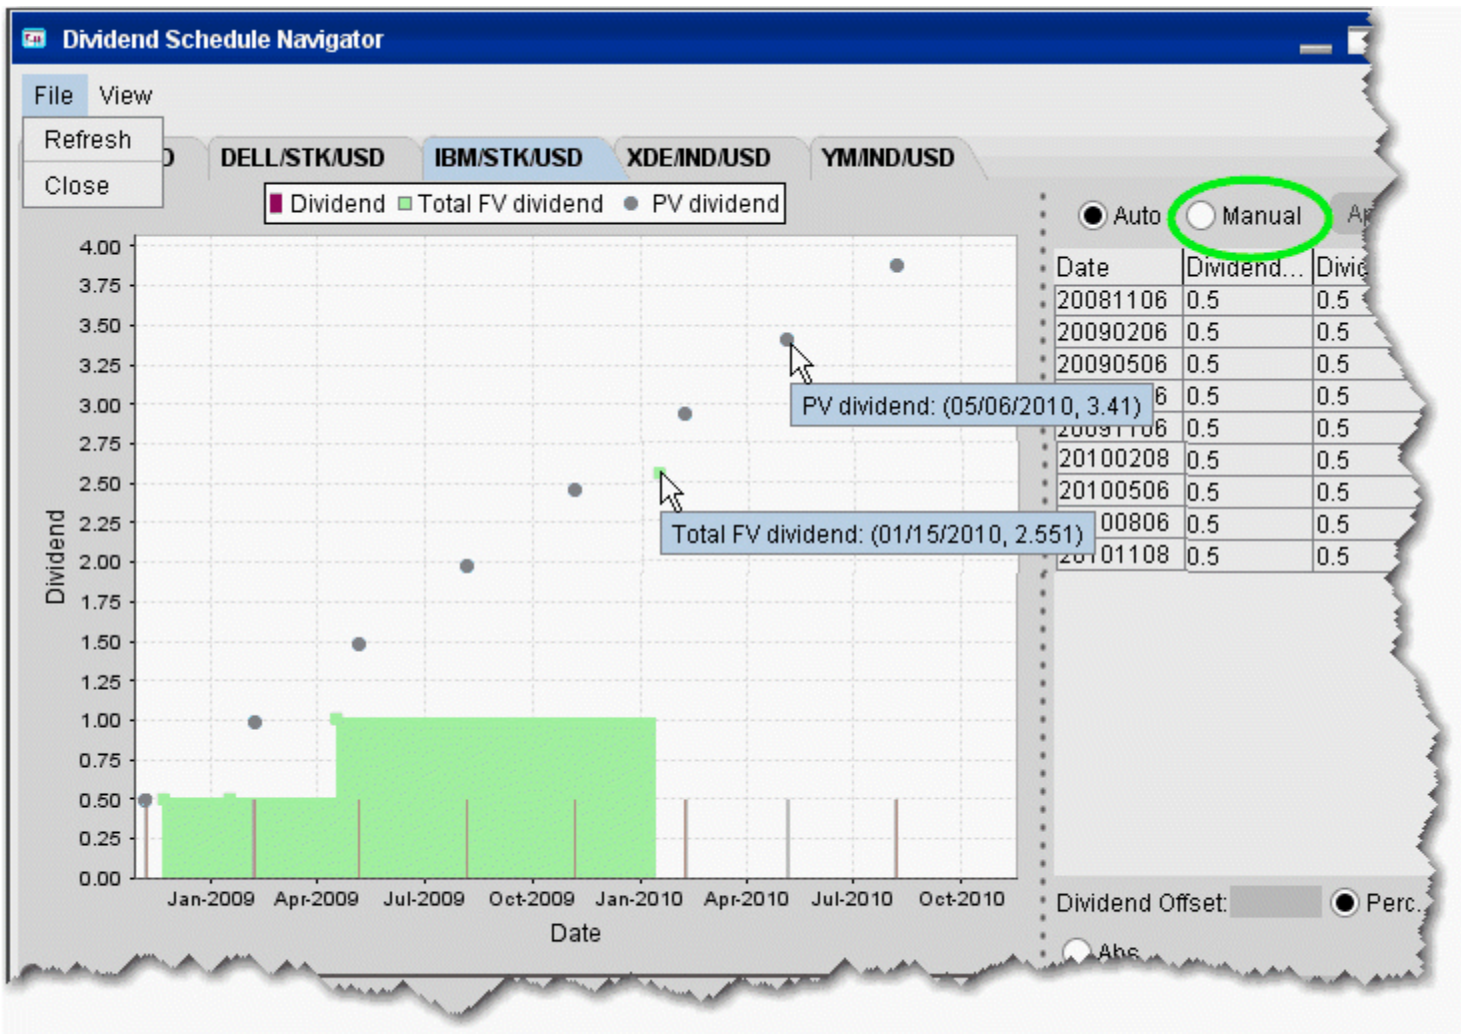 Dividend Schedule Navigator
File View
Refresh
Close
DELL/STK/USD IBM/STK/USD XDE/IND/USD YM/IND/USD
Dividend Total FV dividend PV dividend
Auto Manual
4.00
3.75
3.50
3.25
3.00
2.75
2.50
2.25
2.00
1.75
1.50
1.25
1.00
0.75
0.50
0.25
0.00
Dividend
Jan-2009 Apr-2009 Jul-2009 Oct-2009 Jan-2010 Apr-2010 Jul-2010 Oct-2010
Date
PV dividend: (05/06/2010, 3.41)
Total FV dividend: (01/15/2010, 2.551)
Date Dividend...
20081106 0.5 0.5
20090206 0.5 0.5
20090506 0.5 0.5
6 0.5 0.5
20091106 0.5 0.5
20100208 0.5 0.5
20100506 0.5 0.5
00806 0.5 0.5
20101108 0.5 0.5
Dividend Offset: Perc.
Abs